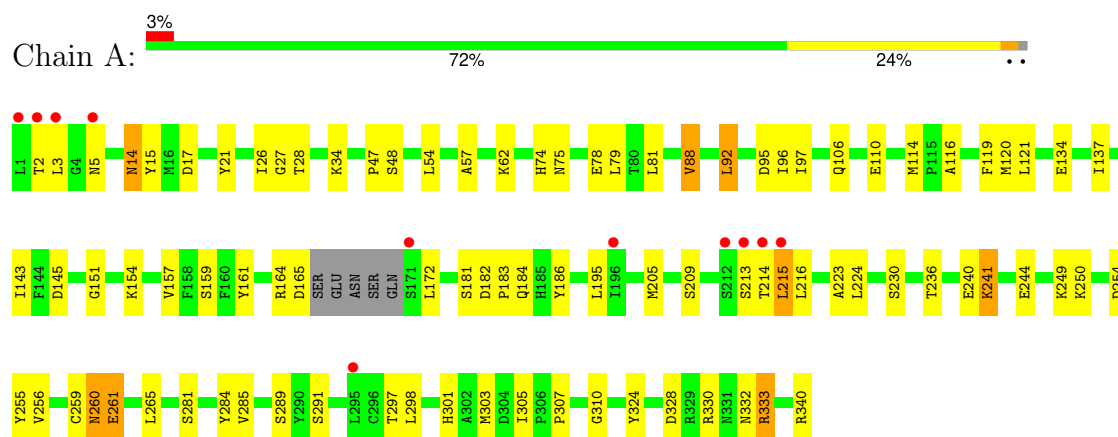 3%
Chain A:
72% 24% • •
L1 T2 L3 G4 N5 N14 Y15 M16 D17 Y21 I26 G27 T28 K34 P47 S48 L54 A57 K62 H74 N75 E78 L79 T80 L81 V88 L92 D95 I96 I97 Q106 E110 M114 P115 A116 F119 M120 L121 E134 I137
I143 F144 D145 G151 K154 V157 F158 S159 F160 Y161 R164 D165 SER GLU ASN SER GLN S171 L172 S181 D182 P183 Q184 H185 Y186 L195 I196 M205 S209 S212 S213 T214 L215 L216 A223 L224 S230 T236 E240 K241 E244 K249 K250 D254
Y255 V256 C259 N260 E261 L265 S281 Y284 V285 S289 Y290 S291 L295 C296 T297 L298 H301 A302 M303 D304 I305 P306 P307 G310 Y324 D328 R329 R330 N331 N332 R333 R340